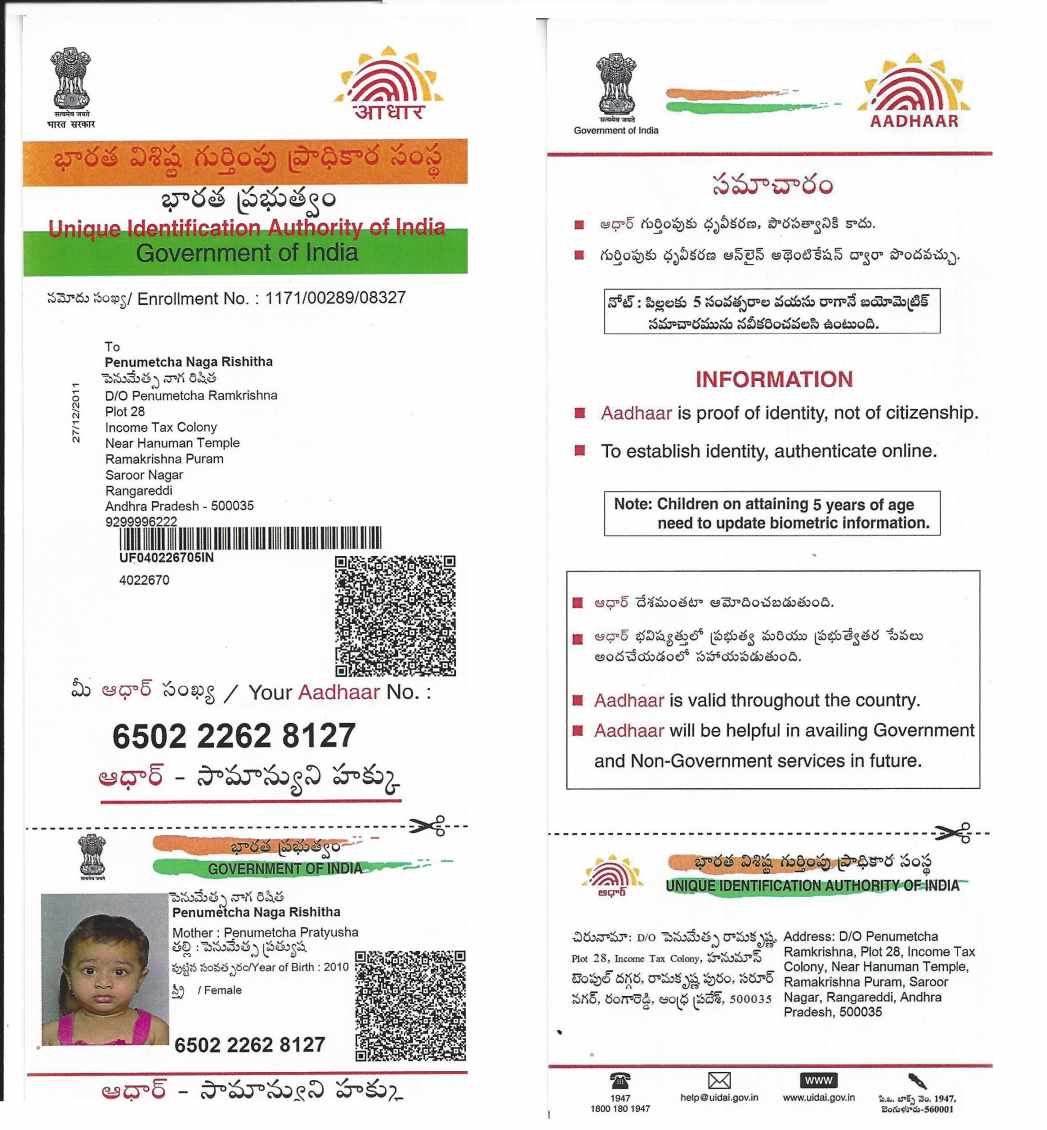 सत्यमेव जयते
भारत सरकार
आधार
భారత విశిష్ట గుర్తింపు ప్రాధికార సంస్థ
భారత ప్రభుత్వం
Unique Identification Authority of India
Government of India
నమోదు సంఖ్య/ Enrollment No. : 1171/00289/08327
27/12/2011
To
Penumetcha Naga Rishitha
పెనుమేత్స నాగ రిషిత
D/O Penumetcha Ramkrishna
Plot 28
Income Tax Colony
Near Hanuman Temple
Ramakrishna Puram
Saroor Nagar
Rangareddi
Andhra Pradesh - 500035
9299996222
UF040226705IN
4022670
మీ ఆధార్ సంఖ్య / Your Aadhaar No. :
6502 2262 8127
ఆధార్ - సామాన్యుని హక్కు
సత్యమేవ జయతే
భారత ప్రభుత్వం
GOVERNMENT OF INDIA
పెనుమేత్స నాగ రిషిత
Penumetcha Naga Rishitha
Mother : Penumetcha Pratyusha
తల్లి : పెనుమేత్స ప్రత్యుష
పుట్టిన సంవత్సరం/Year of Birth : 2010
స్త్రీ / Female
6502 2262 8127
ఆధార్ - సామాన్యుని హక్కు
सत्यमेव जयते
Government of India
AADHAAR
సమాచారం
ఆధార్ గుర్తింపుకు ధృవీకరణ, పౌరసత్వానికి కాదు.
గుర్తింపుకు ధృవీకరణ ఆన్‌లైన్ అథెంటికేషన్ ద్వారా పొందవచ్చు.
నోట్ : పిల్లలకు 5 సంవత్సరాల వయసు రాగానే బయోమెట్రిక్
సమాచారమును నవీకరించవలసి ఉంటుంది.
INFORMATION
Aadhaar is proof of identity, not of citizenship.
To establish identity, authenticate online.
Note: Children on attaining 5 years of age
need to update biometric information.
ఆధార్ దేశమంతటా ఆమోదించబడుతుంది.
ఆధార్ భవిష్యత్తులో ప్రభుత్వ మరియు ప్రభుత్వేతర సేవలు
అందచేయడంలో సహాయపడుతుంది.
Aadhaar is valid throughout the country.
Aadhaar will be helpful in availing Government
and Non-Government services in future.
ఆధార్
భారత విశిష్ట గుర్తింపు ప్రాధికార సంస్థ
UNIQUE IDENTIFICATION AUTHORITY OF INDIA
చిరునామా: D/O పెనుమేత్స రామకృష్ణ,
Plot 28, Income Tax Colony, హనుమాన్
టెంపుల్ దగ్గర, రామకృష్ణ పురం, సరూర్
నగర్, రంగారెడ్డి, ఆంధ్ర ప్రదేశ్, 500035
Address: D/O Penumetcha
Ramkrishna, Plot 28, Income Tax
Colony, Near Hanuman Temple,
Ramakrishna Puram, Saroor
Nagar, Rangareddi, Andhra
Pradesh, 500035
1947
1800 180 1947
help@uidai.gov.in
www
www.uidai.gov.in
పి.బి. బాక్స్ నెం. 1947,
బెంగుళూరు-560001